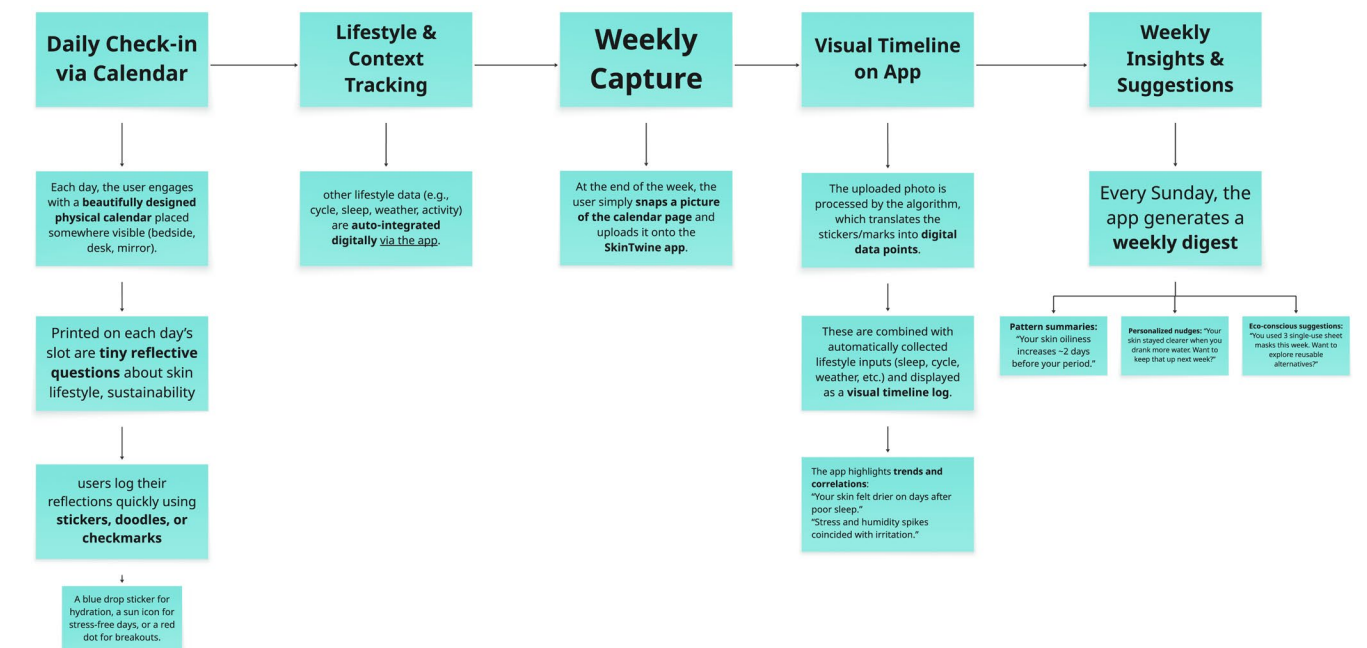 Daily Check-in
via Calendar
Lifestyle &
Context
Tracking
Weekly
Capture
Visual Timeline
on App
Weekly
Insights &
Suggestions
Each day, the user engages
with a beautifully designed
physical calendar placed
somewhere visible (bedside,
desk, mirror).
other lifestyle data (e.g.,
cycle, sleep, weather, activity)
are auto-integrated
digitally via the app.
At the end of the week, the
user simply snaps a picture
of the calendar page and
uploads it onto the
SkinTwine app.
The uploaded photo is
processed by the algorithm,
which translates the
stickers/marks into digital
data points.
Every Sunday, the
app generates a
weekly digest
Printed on each day's
slot are tiny reflective
questions about skin
lifestyle, sustainability
These are combined with
automatically collected
lifestyle inputs (sleep, cycle,
weather, etc.) and displayed
as a visual timeline log.
Pattern summaries:
"Your skin oiliness
increases ~2 days
before your period."
Personalized nudges: "Your
skin stayed clearer when you
drank more water. Want to
keep that up next week?"
Eco-conscious suggestions:
"You used 3 single-use sheet
masks this week. Want to
explore reusable
alternatives?"
users log their
reflections quickly using
stickers, doodles, or
checkmarks
The app highlights trends and
correlations:
"Your skin felt drier on days after
poor sleep."
"Stress and humidity spikes
coincided with irritation."
A blue drop sticker for
hydration, a sun icon for
stress-free days, or a red
dot for breakouts.